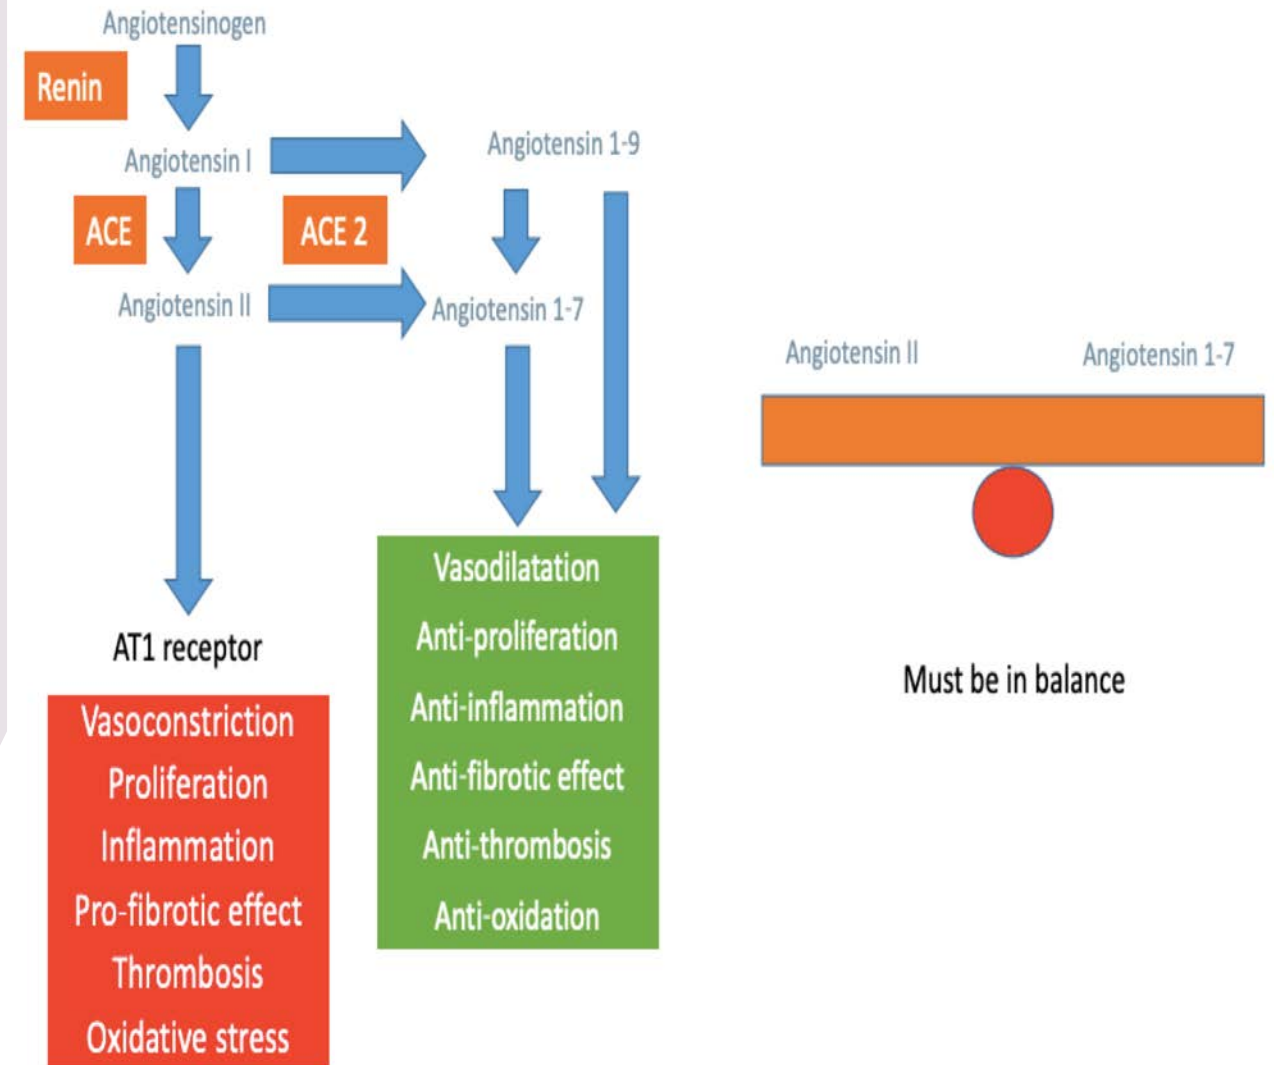 Angiotensinogen
Renin
Angiotensin I
Angiotensin 1-9
ACE
ACE 2
Angiotensin II
Angiotensin 1-7
AT1 receptor
Vasoconstriction
Proliferation
Inflammation
Pro-fibrotic effect
Thrombosis
Oxidative stress
Vasodilatation
Anti-proliferation
Anti-inflammation
Anti-fibrotic effect
Anti-thrombosis
Anti-oxidation
Angiotensin II
Angiotensin 1-7
Must be in balance